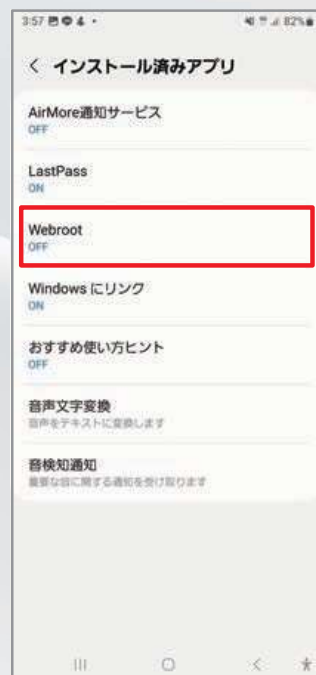 3:57
82%
インストール済みアプリ
AirMore通知サービス
OFF
LastPass
ON
Webroot
OFF
Windows にリンク
ON
おすすめ使い方ヒント
OFF
音声文字変換
音声をテキストに変換します
音検知通知
重要な音に関する通知を受け取ります